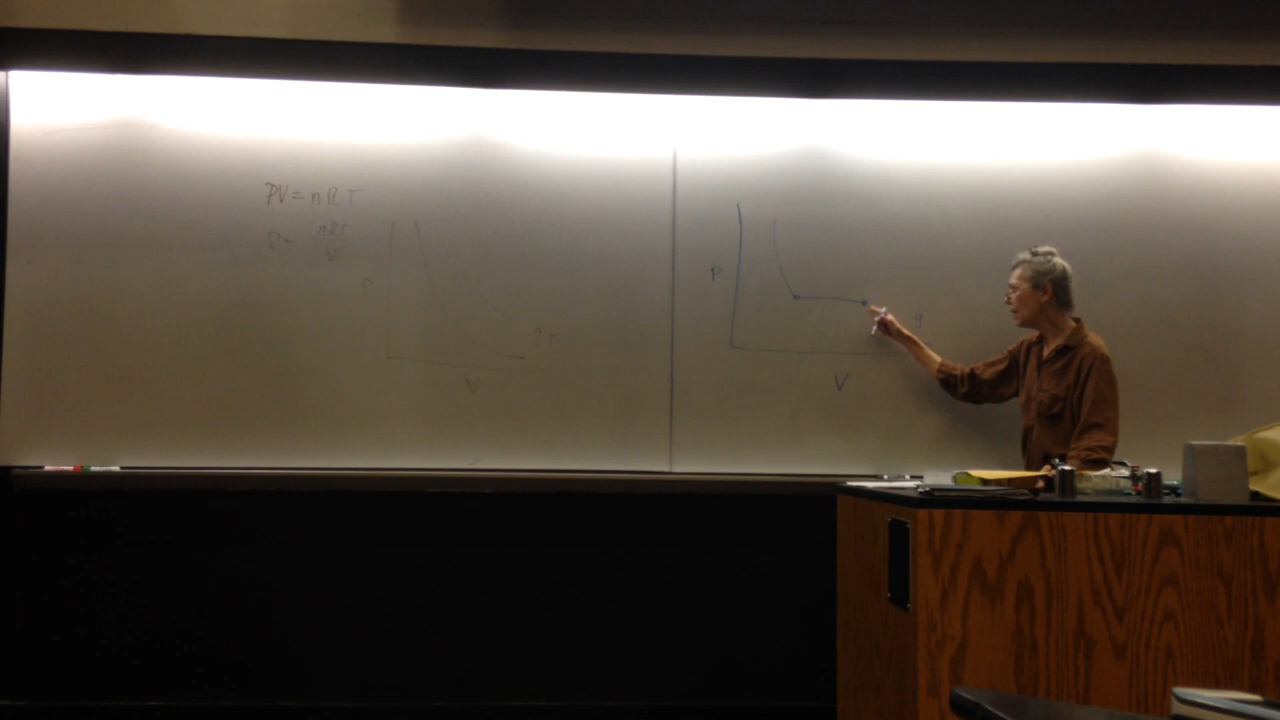 PV = nRT
P = nRT/V
P
↑T
V
P
g
V